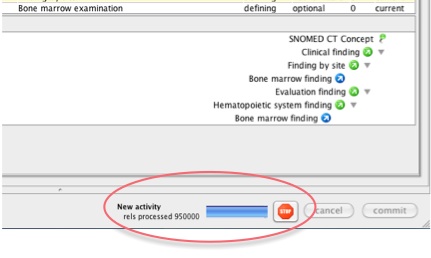 Bone marrow examination defining optional 0 current
SNOMED CT Concept
Clinical finding
Finding by site
Bone marrow finding
Evaluation finding
Hematopoietic system finding
Bone marrow finding
New activity
rels processed 950000
STOP
cancel
commit